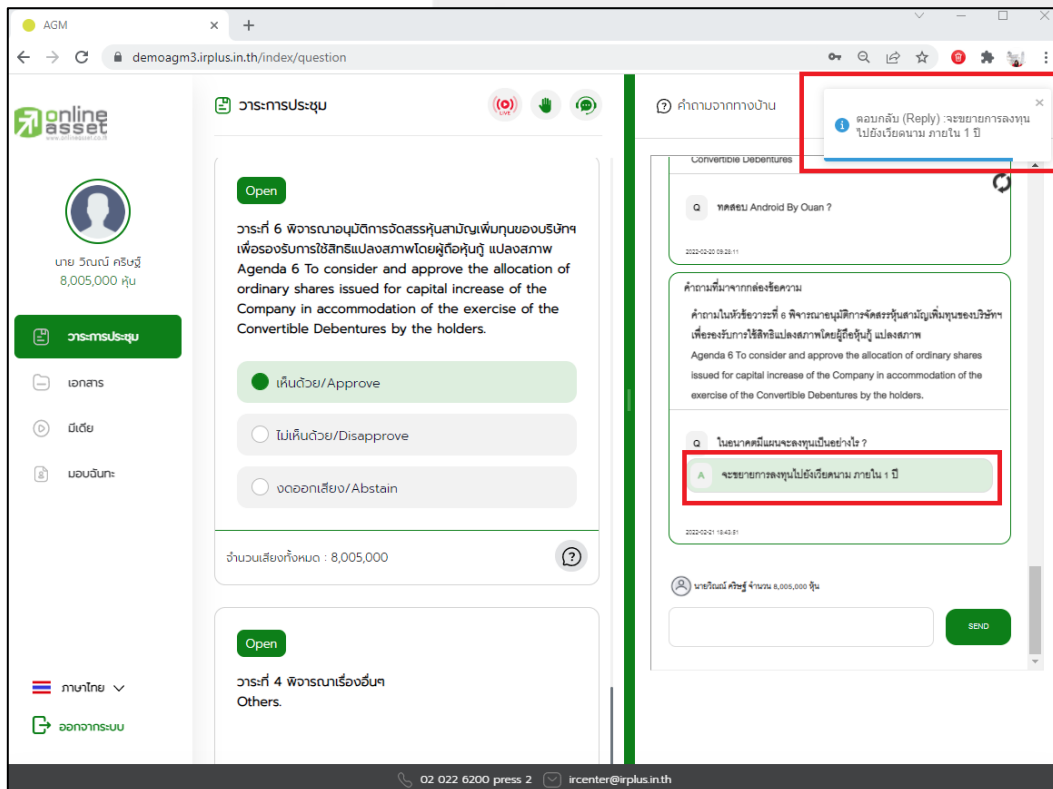 AGM
demoagm3.irplus.in.th/index/question
online
asset
www.onlineasset.co.th
นาย วิณณ์ ศริษฐ์
8,005,000 หุ้น
วาระการประชุม
เอกสาร
มีเดีย
มอบฉันทะ
ภาษาไทย
ออกจากระบบ
วาระการประชุม
LIVE
Open
วาระที่ 6 พิจารณาอนุมัติการจัดสรรหุ้นสามัญเพิ่มทุนของบริษัทฯ
เพื่อรองรับการใช้สิทธิแปลงสภาพโดยผู้ถือหุ้นกู้ แปลงสภาพ
Agenda 6 To consider and approve the allocation of
ordinary shares issued for capital increase of the
Company in accommodation of the exercise of the
Convertible Debentures by the holders.
เห็นด้วย/Approve
ไม่เห็นด้วย/Disapprove
งดออกเสียง/Abstain
จำนวนเสียงทั้งหมด : 8,005,000
Open
วาระที่ 4 พิจารณาเรื่องอื่นๆ
Others.
คำถามจากทางบ้าน
ตอบกลับ (Reply) :จะขยายการลงทุน
ไปยังเวียดนาม ภายใน 1 ปี
Convertible Debentures
Q ทดสอบ Android By Ouan ?
2022-02-20 09:28:11
คำถามที่มาจากกล่องข้อความ
คำถามในหัวข้อวาระที่ 6 พิจารณาอนุมัติการจัดสรรหุ้นสามัญเพิ่มทุนของบริษัทฯ
เพื่อรองรับการใช้สิทธิแปลงสภาพโดยผู้ถือหุ้นกู้ แปลงสภาพ
Agenda 6 To consider and approve the allocation of ordinary shares
issued for capital increase of the Company in accommodation of the
exercise of the Convertible Debentures by the holders.
Q ในอนาคตมีแผนจะลงทุนเป็นอย่างไร ?
A จะขยายการลงทุนไปยังเวียดนาม ภายใน 1 ปี
2022-02-21 18:43:51
นายวิณณ์ ศริษฐ์ จำนวน 8,005,000 หุ้น
SEND
02 022 6200 press 2 ircenter@irplus.in.th